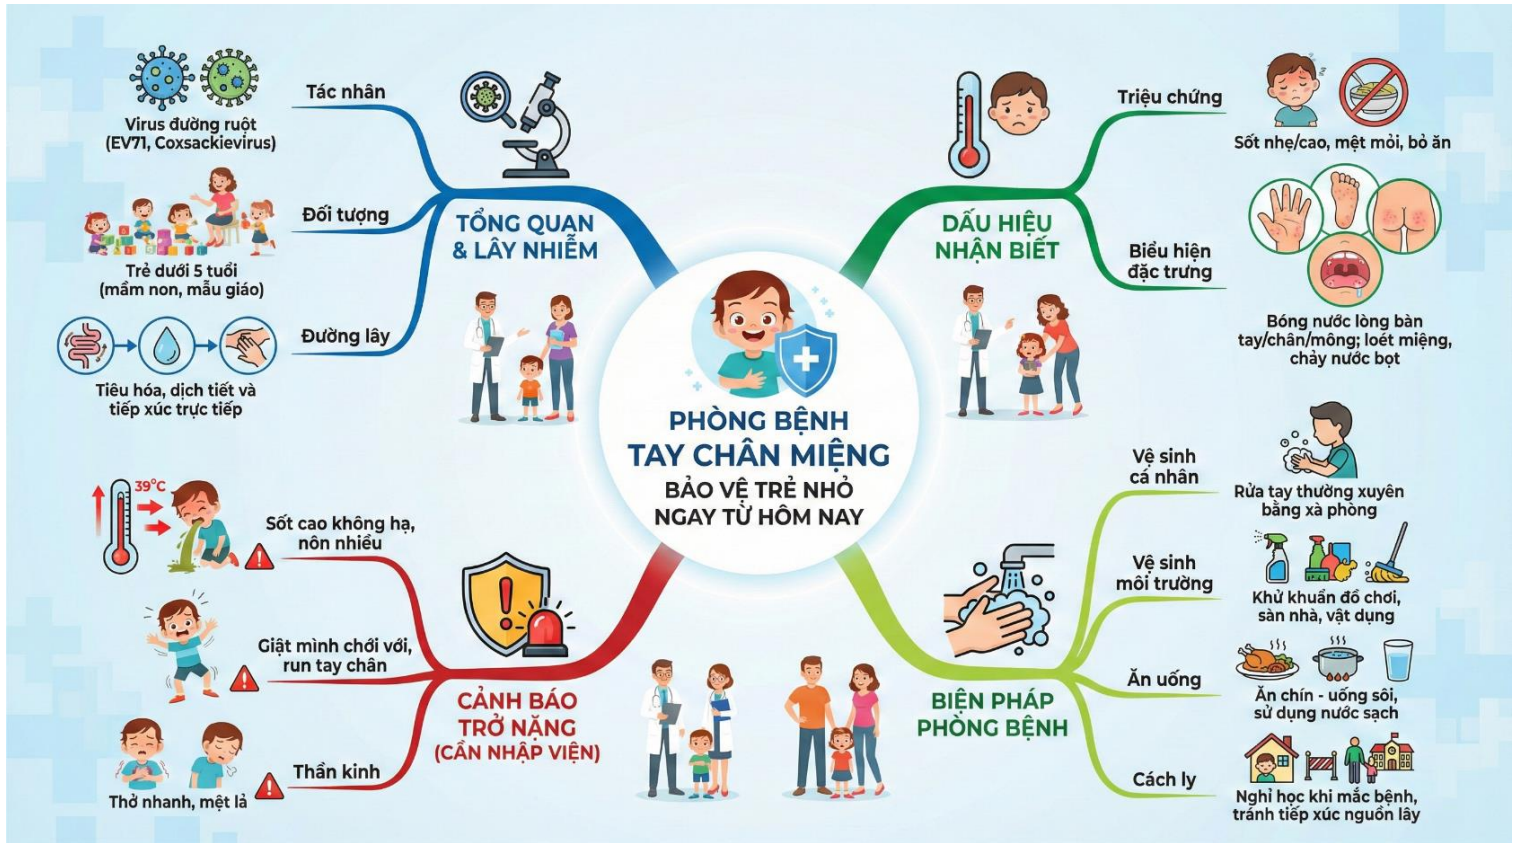 PHÒNG BỆNH
TAY CHÂN MIỆNG
BẢO VỆ TRẺ NHỎ
NGAY TỪ HÔM NAY
TỔNG QUAN
& LÂY NHIỄM
Tác nhân
Virus đường ruột
(EV71, Coxsackievirus)
Đối tượng
Trẻ dưới 5 tuổi
(mầm non, mẫu giáo)
Đường lây
Tiêu hóa, dịch tiết và
tiếp xúc trực tiếp
DẤU HIỆU
NHẬN BIẾT
Triệu chứng
Sốt nhẹ/cao, mệt mỏi, bỏ ăn
Biểu hiện
đặc trưng
Bóng nước lòng bàn
tay/chân/mông; loét miệng,
chảy nước bọt
CẢNH BÁO
TRỞ NẶNG
(CẦN NHẬP VIỆN)
39°C
Sốt cao không hạ,
nôn nhiều
Giật mình chới với,
run tay chân
Thần kinh
Thở nhanh, mệt lả
BIỆN PHÁP
PHÒNG BỆNH
Vệ sinh
cá nhân
Rửa tay thường xuyên
bằng xà phòng
Vệ sinh
môi trường
Khử khuẩn đồ chơi,
sàn nhà, vật dụng
Ăn uống
Ăn chín - uống sôi,
sử dụng nước sạch
Cách ly
Nghỉ học khi mắc bệnh,
tránh tiếp xúc nguồn lây